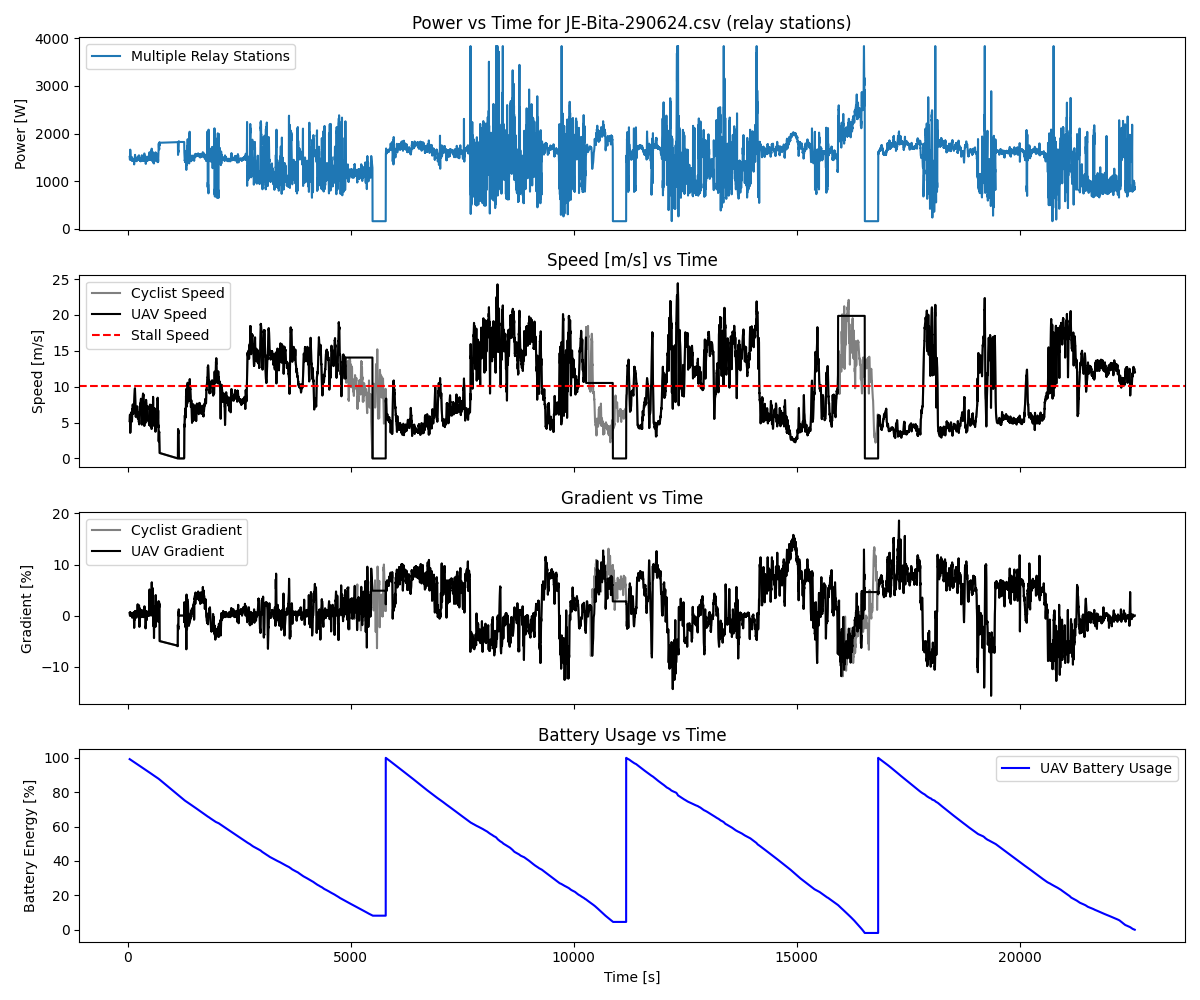 Power vs Time for JE-Bita-290624.csv (relay stations)
4000
3000
2000
1000
0
Power [W]
Multiple Relay Stations
Speed [m/s] vs Time
25
20
15
10
5
0
Speed [m/s]
Cyclist Speed
UAV Speed
Stall Speed
Gradient vs Time
20
10
0
−10
Gradient [%]
Cyclist Gradient
UAV Gradient
Battery Usage vs Time
100
80
60
40
20
0
Battery Energy [%]
UAV Battery Usage
0 5000 10000 15000 20000
Time [s]